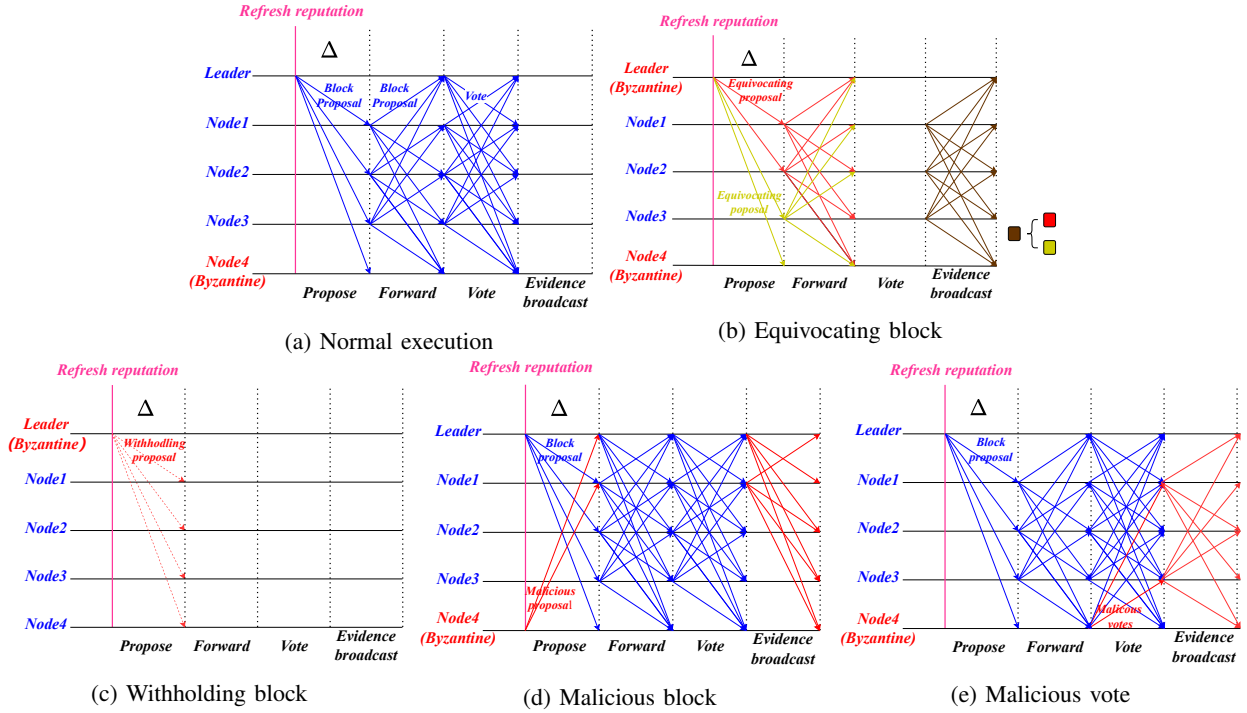 Refresh reputation
Δ
Leader
Block
Proposal
Block
Proposal
Vote
Node1
Node2
Node3
Node4
(Byzantine)
Propose
Forward
Vote
Evidence
broadcast
(a) Normal execution
Refresh reputation
Δ
Leader
(Byzantine)
Equivocating
proposal
Node1
Node2
Equivocating
poposal
Node3
Node4
(Byzantine)
Propose
Forward
Vote
Evidence
broadcast
(b) Equivocating block
Refresh reputation
Δ
Leader
(Byzantine)
Withhodling
proposal
Node1
Node2
Node3
Node4
Propose
Forward
Vote
Evidence
broadcast
(c) Withholding block
Refresh reputation
Δ
Leader
Block
proposal
Node1
Node2
Node3
Malicious
proposal
Node4
(Byzantine)
Propose
Forward
Vote
Evidence
broadcast
(d) Malicious block
Refresh reputation
Δ
Leader
Block
proposal
Node1
Node2
Node3
Malicous
votes
Node4
(Byzantine)
Propose
Forward
Vote
Evidence
broadcast
(e) Malicious vote